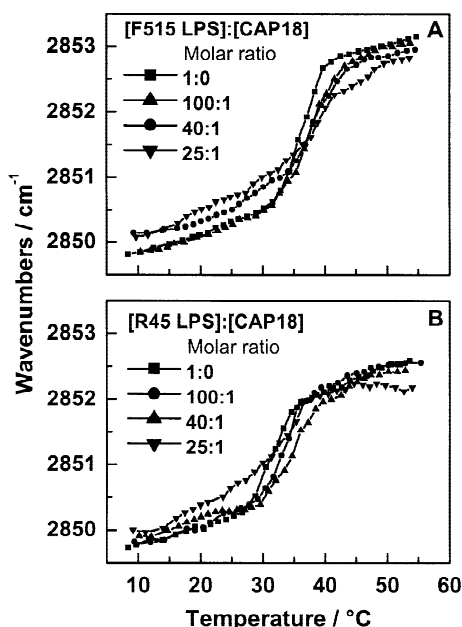 [F515 LPS]:[CAP18]
A
Molar ratio
1:0
100:1
40:1
25:1
2853
2852
2851
2850
[R45 LPS]:[CAP18]
B
Molar ratio
1:0
100:1
40:1
25:1
2853
2852
2851
2850
Wavenumbers / cm-1
10 20 30 40 50 60
Temperature / °C